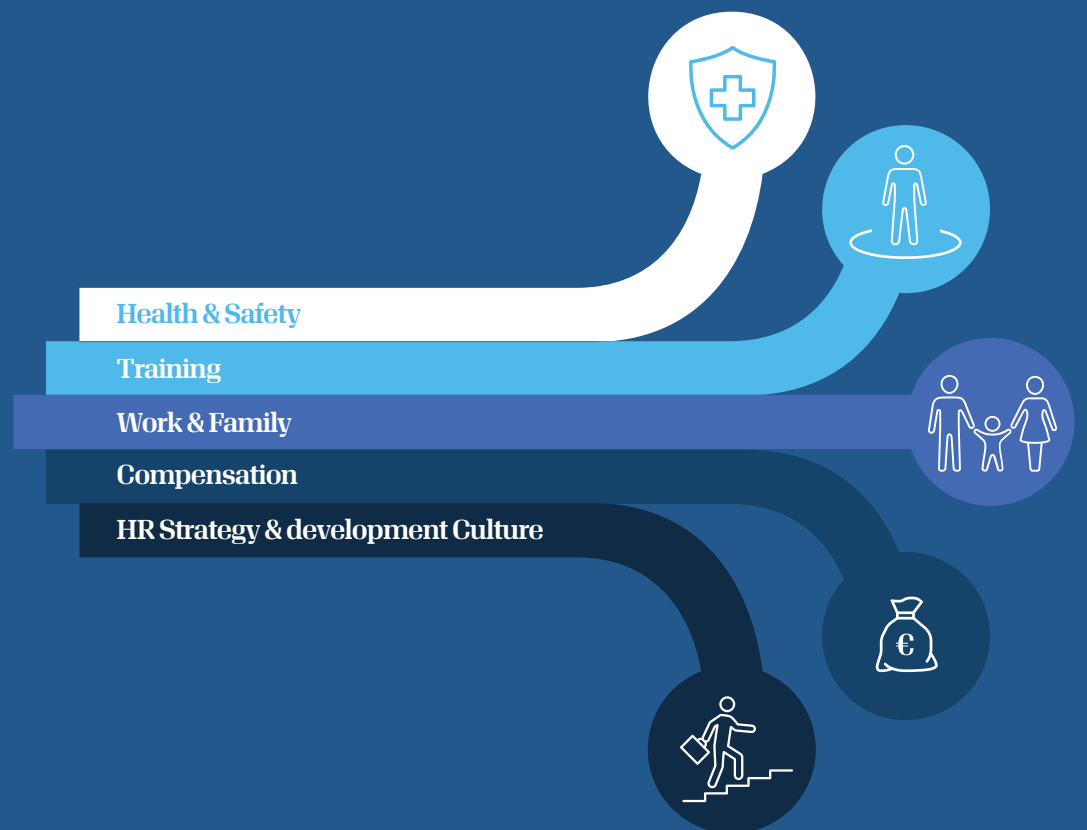 Health & Safety
Training
Work & Family
Compensation
HR Strategy & development Culture
€